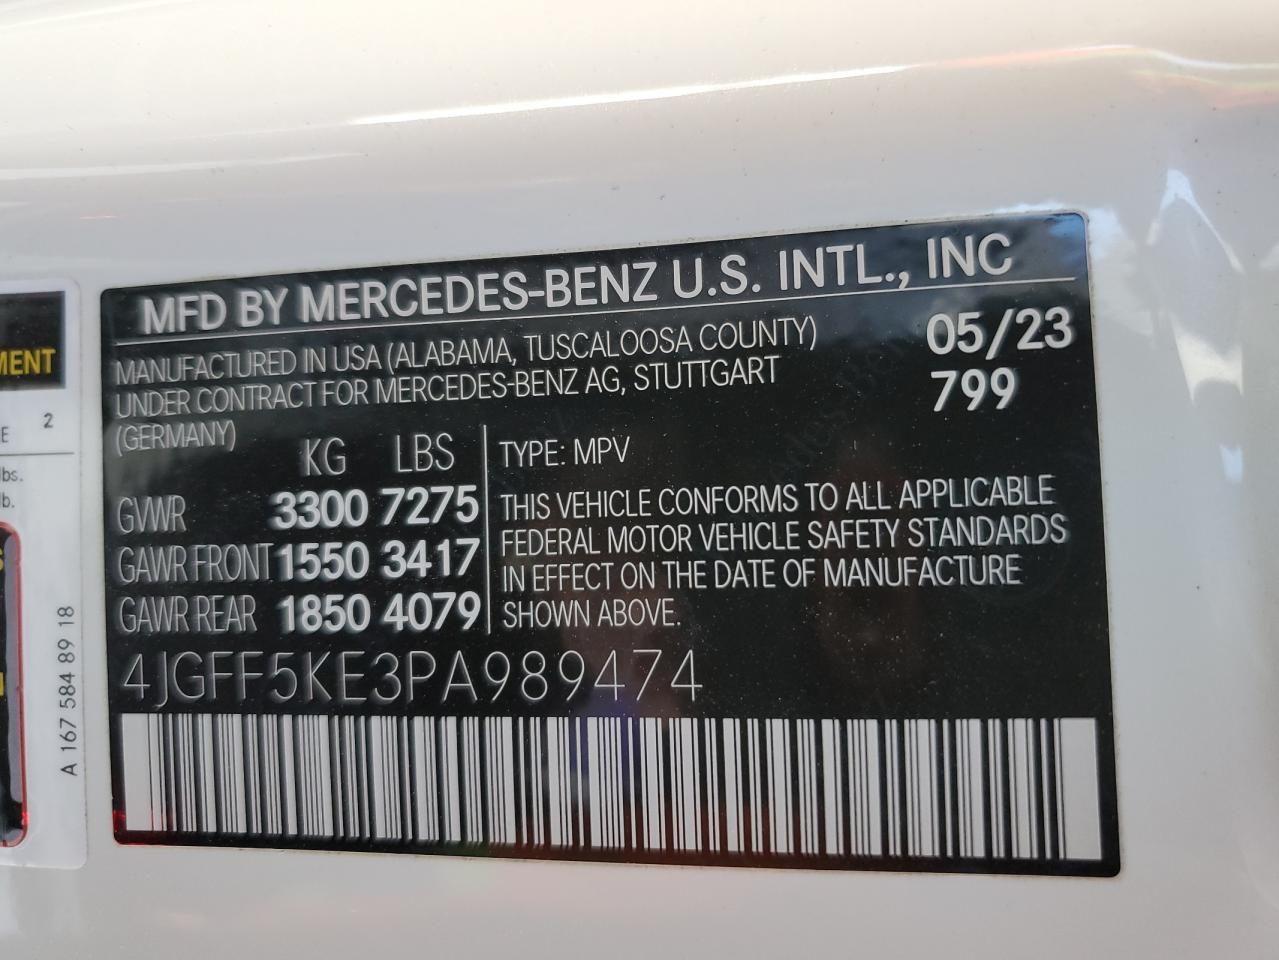 MFD BY MERCEDES-BENZ U.S. INTL., INC
MANUFACTURED IN USA (ALABAMA, TUSCALOOSA COUNTY)
UNDER CONTRACT FOR MERCEDES-BENZ AG, STUTTGART
(GERMANY)
05/23
799
KG LBS
GVWR 3300 7275
GAWR FRONT 1550 3417
GAWR REAR 1850 4079
TYPE: MPV
THIS VEHICLE CONFORMS TO ALL APPLICABLE
FEDERAL MOTOR VEHICLE SAFETY STANDARDS
IN EFFECT ON THE DATE OF MANUFACTURE
SHOWN ABOVE.
4JGFF5KE3PA989474
MENT
E 2
lbs.
lb.
A 167 584 89 18